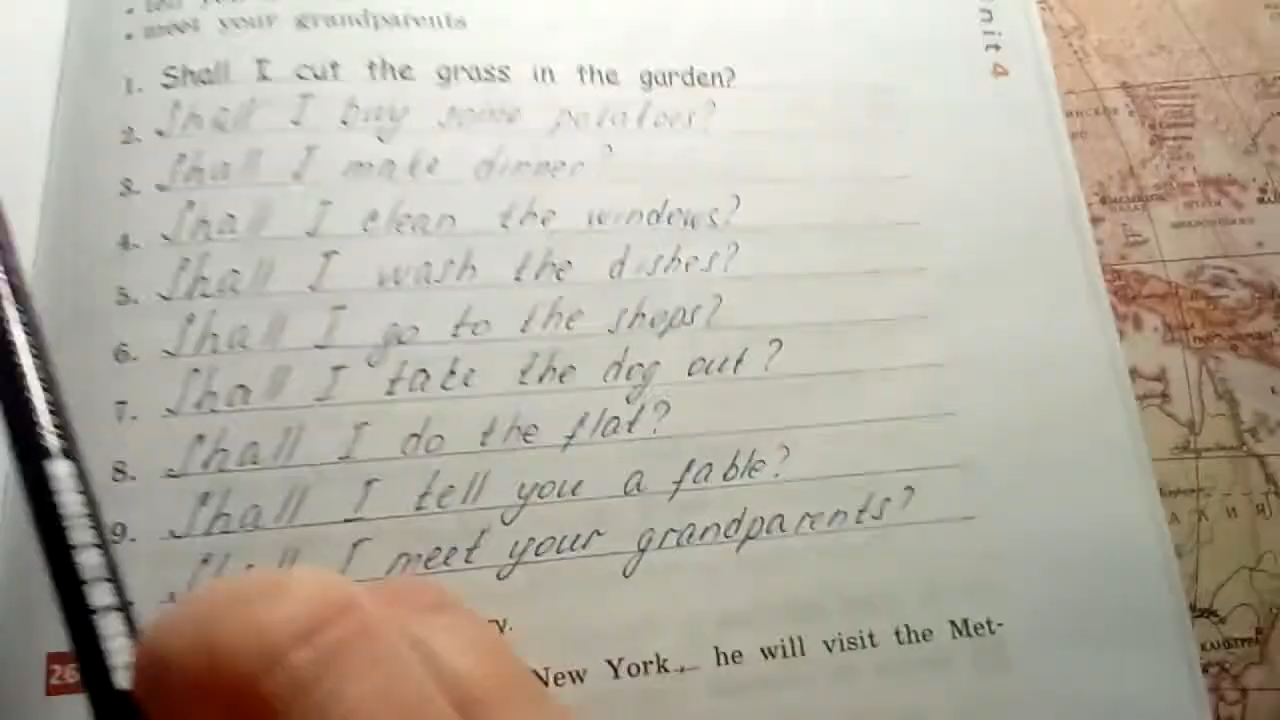 meet your grandparents
nit 4
1. Shall I cut the grass in the garden?
2. Shall I buy some potatoes?
3. Shall I make dinner?
4. Shall I clean the windows?
5. Shall I wash the dishes?
6. Shall I go to the shops?
7. Shall I take the dog out?
8. Shall I do the flat?
9. Shall I tell you a fable?
I meet your grandparents?
New York, he will visit the Met-
26